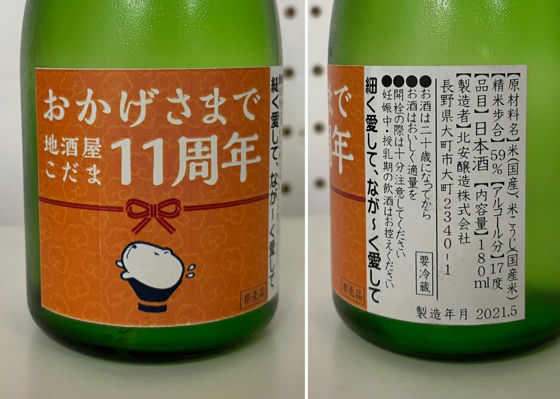 おかげさまで
地酒屋
こだま
11周年
非売品
細く愛して、なが〜く愛して
【原材料名】米(国産)、米こうじ(国産米)
【精米歩合】59%【アルコール分】17度
【品目】日本酒【内容量】180ml
【製造者】北安醸造株式会社
長野県大町市大町2340-1
●お酒は二十歳になってから
●お酒はおいしく適量を
●開栓の際は十分注意してください
●妊娠中・授乳期の飲酒はお控えください
要冷蔵
細く愛して、なが〜く愛して
まで
年
製造年月 2021.5